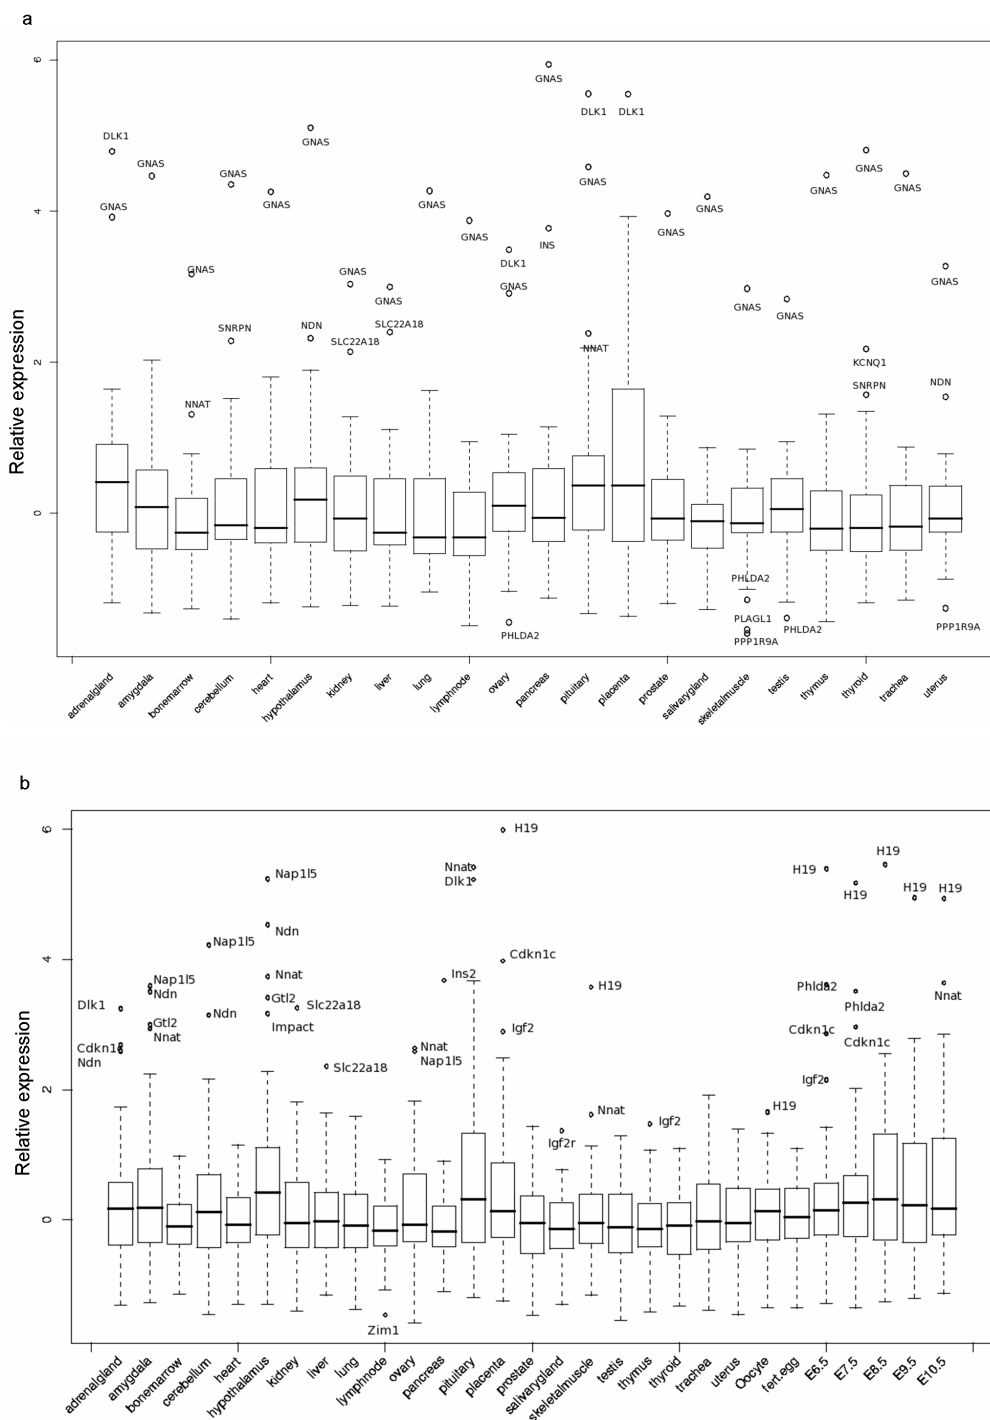 a
6
GNAS
DLK1
DLK1
DLK1
GNAS
GNAS
GNAS
GNAS
GNAS
GNAS
GNAS
GNAS
GNAS
4
GNAS
GNAS
GNAS
GNAS
GNAS
GNAS
INS
DLK1
GNAS
GNAS
GNAS
GNAS
GNAS
GNAS
GNAS
SNRPN
NDN
SLC22A18
SLC22A18
2
NNAT
KCNQ1
SNRPN
NDN
NNAT
0
PHLDA2
PLAGL1
PPP1R9A
PHLDA2
PHLDA2
PPP1R9A
Relative expression
adrenalgland
amygdala
bonemarrow
cerebellum
heart
hypothalamus
kidney
liver
lung
lymphnode
ovary
pancreas
pituitary
placenta
prostate
salivarygland
skeletalmuscle
testis
thymus
thyroid
trachea
uterus
b
6
H19
H19
Nnat
H19
Nap1l5
Dlk1
H19
H19
H19
Ndn
Nap1l5
4
Cdkn1c
Nap1l5
Nnat
Ins2
H19
Phlda2
Ndn
Gtl2
Nnat
Dlk1
Slc22a18
Phlda2
Gtl2
Ndn
Impact
Igf2
Cdkn1c
Nnat
Cdkn1c
Cdkn1c
Nnat
Ndn
Nap1l5
Slc22a18
2
Igf2
Nnat
H19
Igf2
Igf2r
0
Zim1
Relative expression
adrenalgland
amygdala
bonemarrow
cerebellum
heart
hypothalamus
kidney
liver
lung
lymphnode
ovary
pancreas
pituitary
placenta
prostate
salivarygland
skeletalmuscle
testis
thymus
thyroid
trachea
uterus
Oocyte
fert.egg
E6.5
E7.5
E8.5
E9.5
E10.5